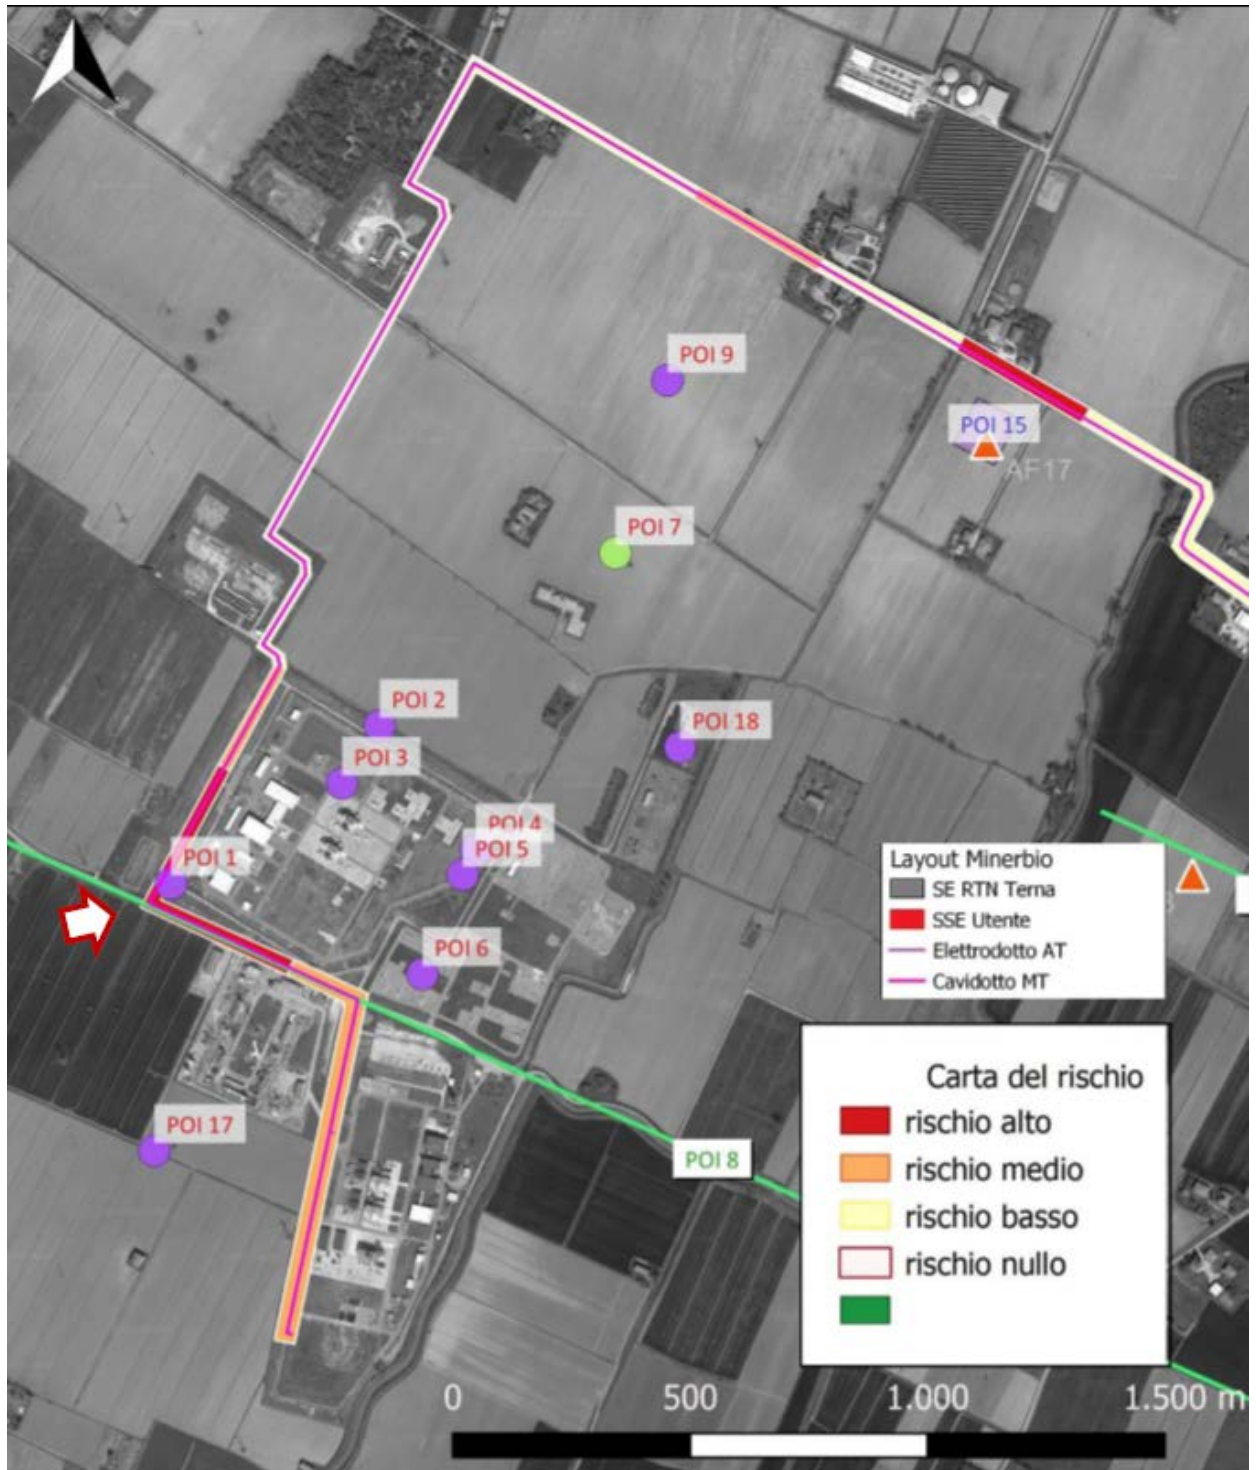 POI 9
POI 15
AF17
POI 7
POI 2
POI 18
POI 3
POI 4
POI 5
POI 1
POI 6
POI 17
POI 8
Layout Minerbio
SE RTN Terna
SSE Utente
Elettrodotto AT
Cavidotto MT
Carta del rischio
rischio alto
rischio medio
rischio basso
rischio nullo
0 500 1.000 1.500 m